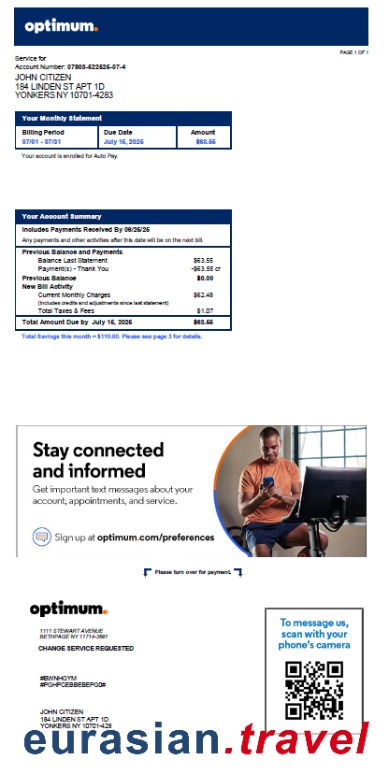 optimum.
PAGE 1 OF 1
Service for
Account Number: 07803-522525-07-4
JOHN CITIZEN
184 LINDEN ST APT 1D
YONKERS NY 10701-4283
Your Monthly Statement
Billing Period Due Date Amount
07/01 - 07/31 July 15, 2025 $63.55
Your account is enrolled for Auto Pay.
Your Account Summary
Includes Payments Received By 06/25/25
Any payments and other activities after this date will be on the next bill.
Previous Balance and Payments
Balance Last Statement $63.55
Payment(s) - Thank You -$63.55 cr
Previous Balance $0.00
New Bill Activity
Current Monthly Charges $62.48
(Includes credits and adjustments since last statement)
Total Taxes & Fees $1.07
Total Amount Due by July 15, 2025 $63.55
Total Savings this month = $110.00. Please see page 3 for details.
Stay connected
and informed
Get important text messages about your
account, appointments, and service.
Sign up at optimum.com/preferences
Please turn over for payment.
optimum.
1111 STEWART AVENUE
BETHPAGE NY 11714-3581
CHANGE SERVICE REQUESTED
#BWNHGYM
JOHN CITIZEN
184 LINDEN ST APT 1D
YONKERS NY 10701-428
To message us,
scan with your
phone's camera
eurasian.travel